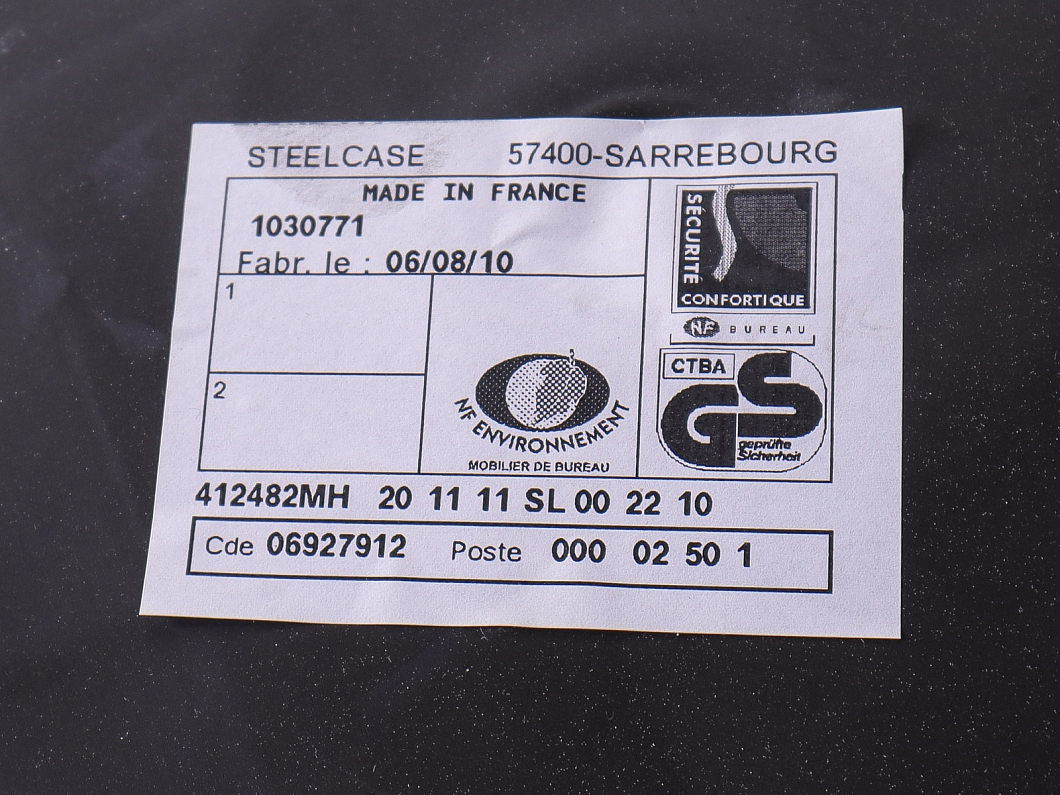 STEELCASE 57400-SARREBOURG
MADE IN FRANCE
1030771
Fabr. le : 06/08/10
1
2
NF ENVIRONNEMENT
MOBILIER DE BUREAU
SÉCURITÉ
CONFORTIQUE
NF BUREAU
CTBA
GS
geprüfte
Sicherheit
412482MH 20 11 11 SL 00 22 10
Cde 06927912 Poste 000 02 50 1